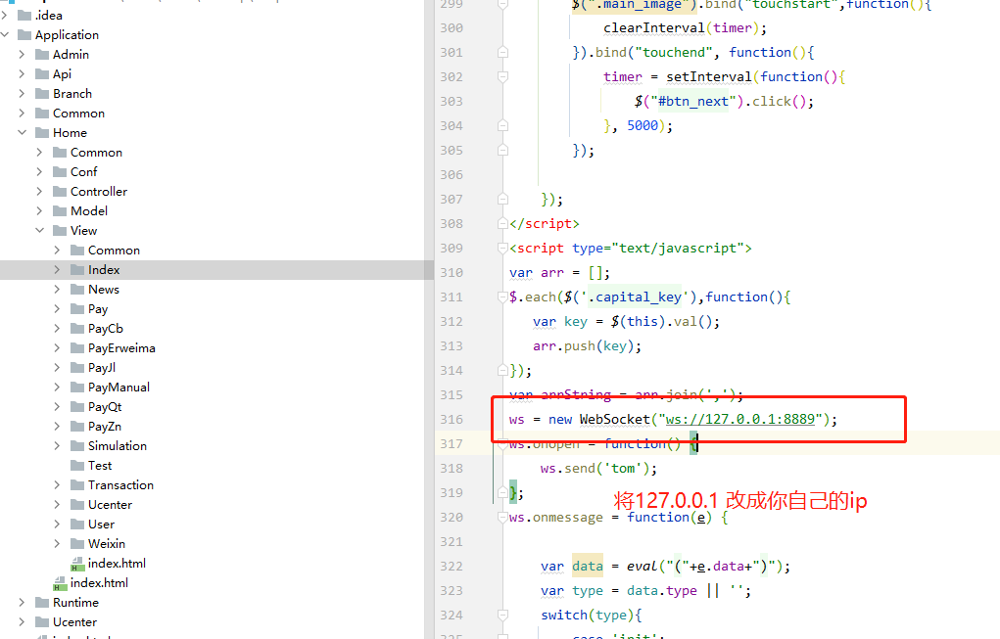 .idea
Application
Admin
Api
Branch
Common
Home
Common
Conf
Controller
Model
View
Common
Index
News
Pay
PayCb
PayErweima
PayJl
PayManual
PayQt
PayZn
Simulation
Test
Transaction
Ucenter
User
Weixin
index.html
index.html
Runtime
Ucenter
299 $(".main_image").bind("touchstart",function(){
300 clearInterval(timer);
301 }).bind("touchend", function(){
302 timer = setInterval(function(){
303 $("#btn_next").click();
304 }, 5000);
305 });
306
307 });
308 </script>
309 <script type="text/javascript">
310 var arr = [];
311 $.each($('.capital_key'),function(){
312 var key = $(this).val();
313 arr.push(key);
314 });
315 var arrString = arr.join(',');
316 ws = new WebSocket("ws://127.0.0.1:8889");
317 ws.onopen = function() {
318 ws.send('tom');
319 };
将127.0.0.1 改成你自己的ip
320 ws.onmessage = function(e) {
321
322 var data = eval("("+e.data+")");
323 var type = data.type || '';
324 switch(type){
325 case 'init':